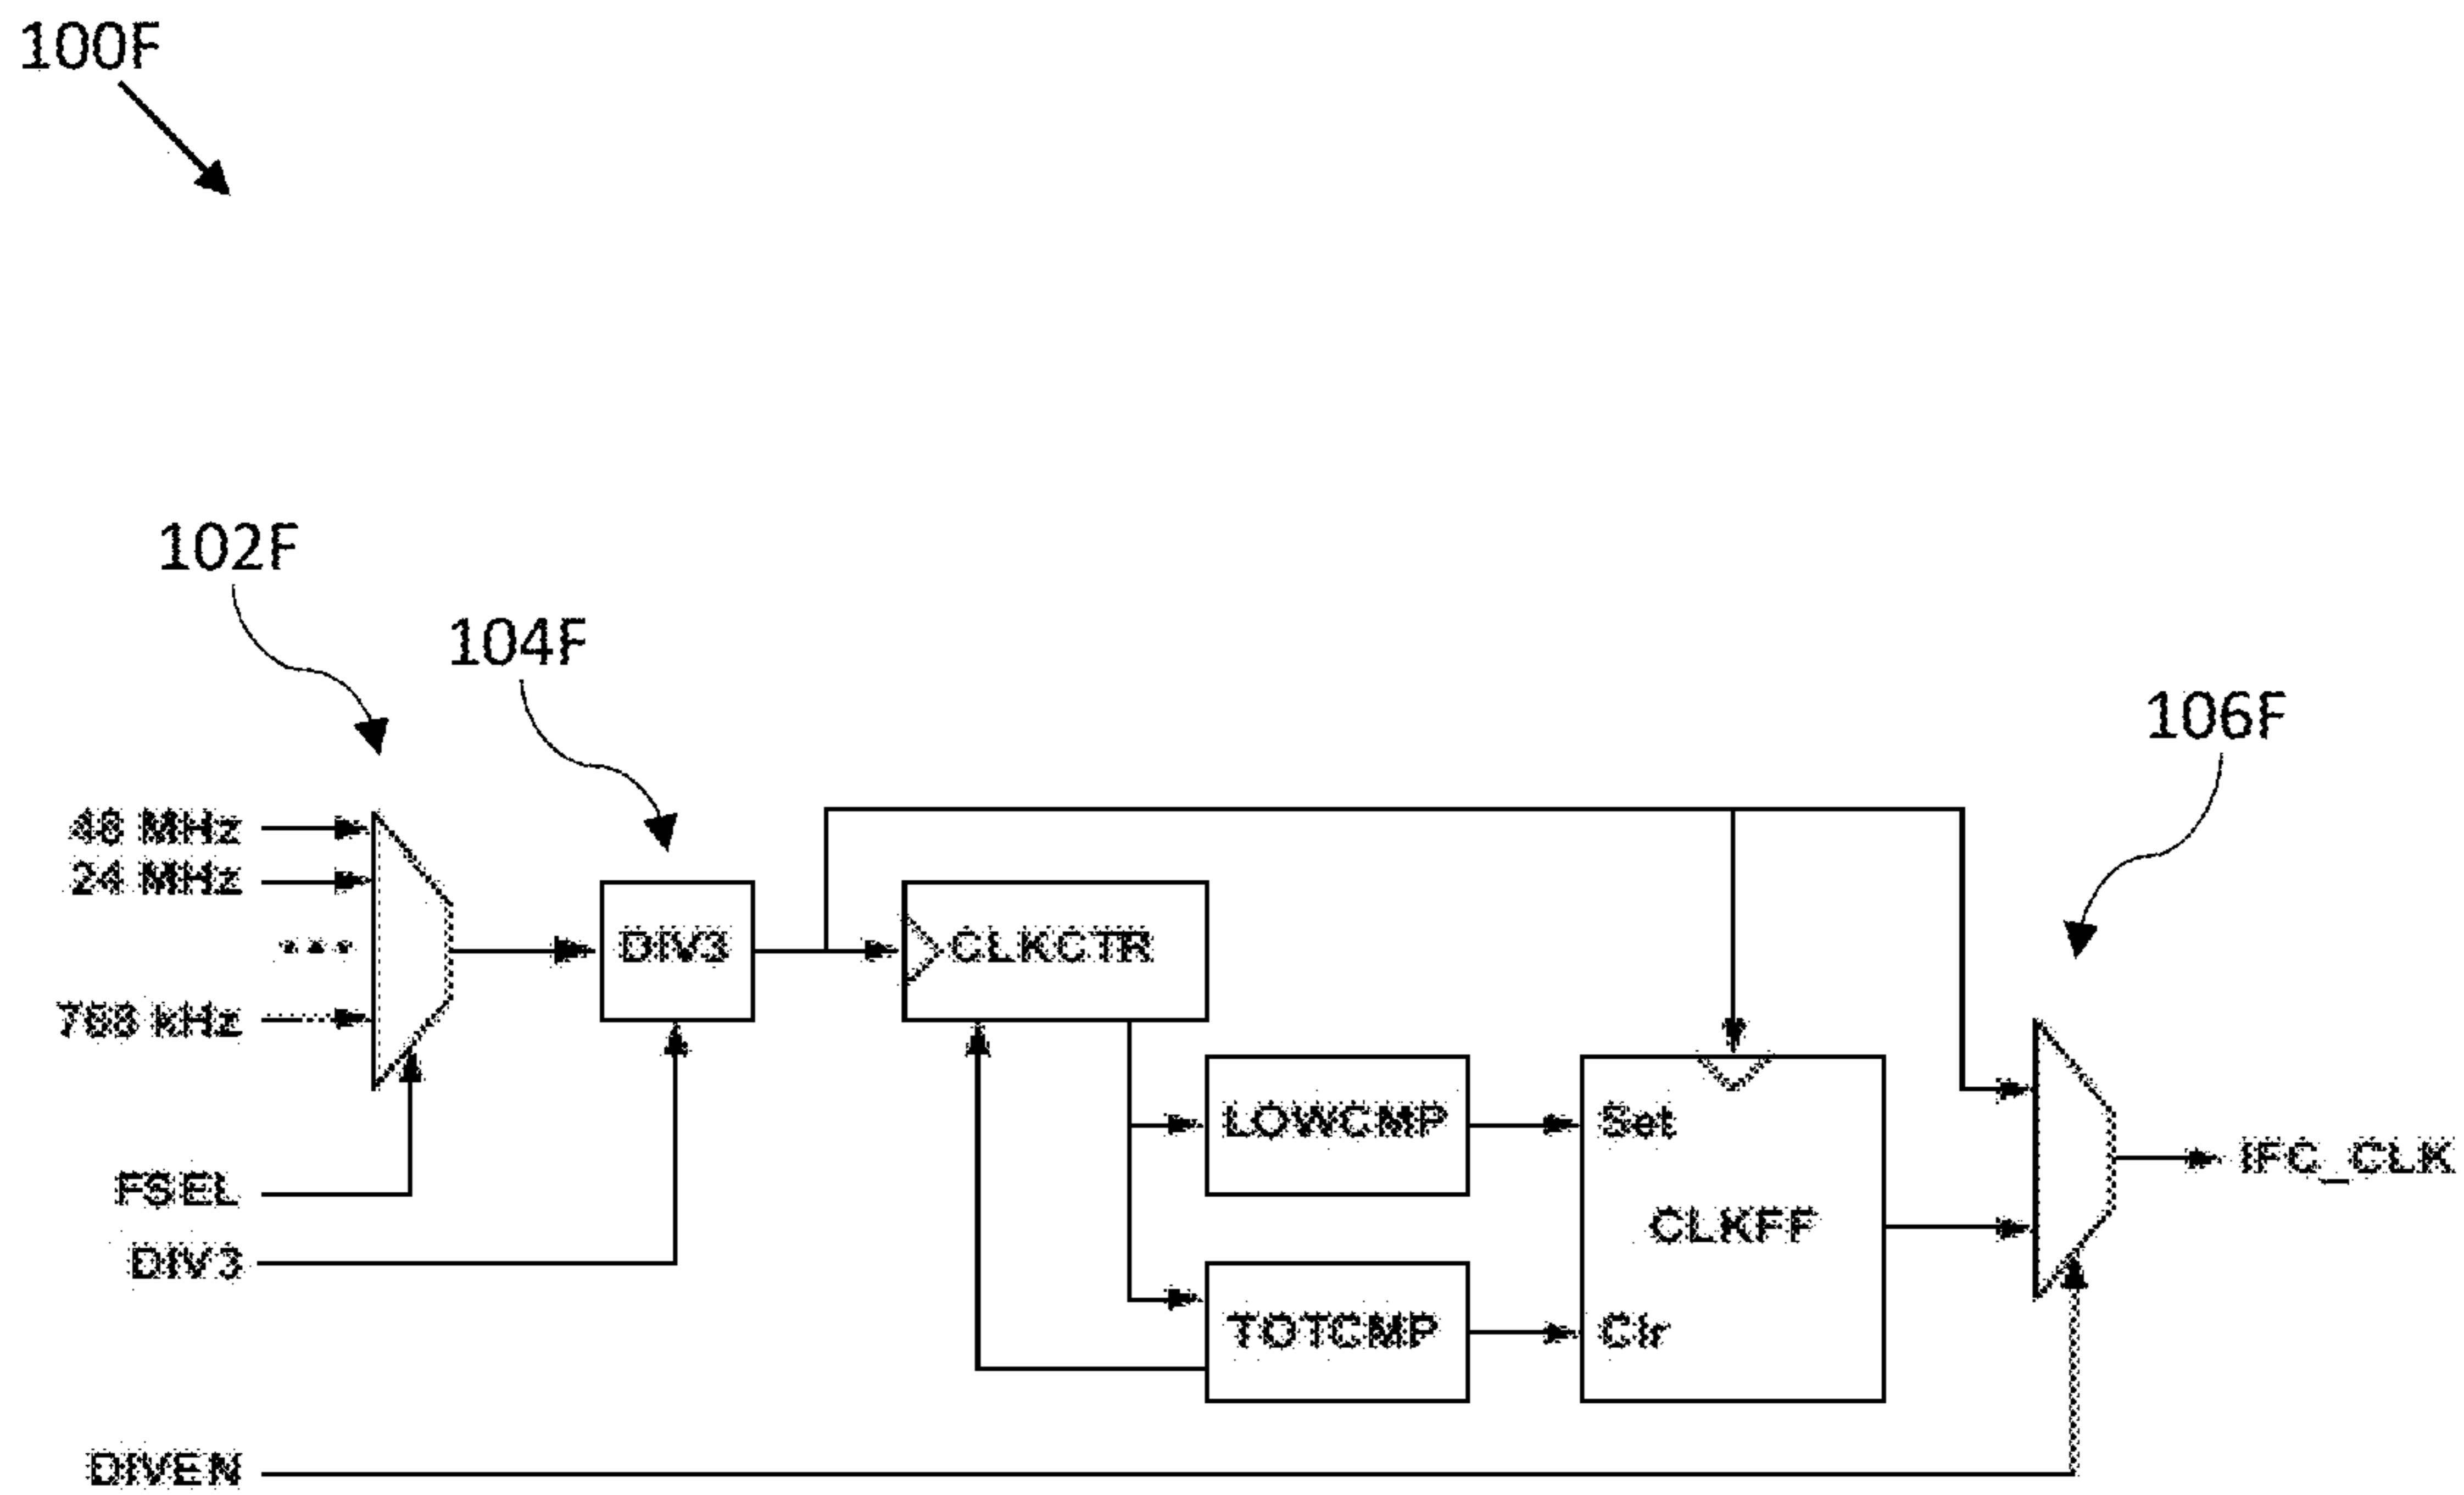 100F
102F
104F
106F
48 MHz
24 MHz
...
kHz
DIV3
CLKCTR
LOWCMP
Set
CLKFF
IFC_CLK
FSEL
DIV3
TOTCMP
Clr
DIVEN